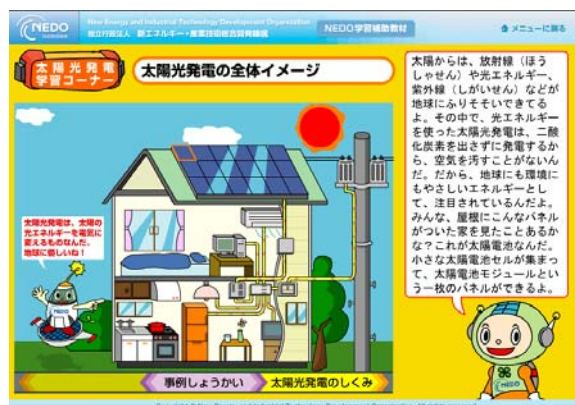 NEDO
New Energy and Industrial Technology Development Organization
独立行政法人 新エネルギー・産業技術総合開発機構
NEDO学習補助教材
メニューに戻る
太陽光発電
学習コーナー
太陽光発電の全体イメージ
太陽光発電は、太陽の
光エネルギーを電気に
変えるものなんだ。
地球に優しいね！
NEDO
事例しょうかい
太陽光発電のしくみ
太陽からは、放射線（ほう
しゃせん）や光エネルギー、
紫外線（しがいせん）などが
地球にふりそそいできてる
よ。その中で、光エネルギー
を使った太陽光発電は、二酸
化炭素を出さずに発電するか
ら、空気を汚すことがないん
だ。だから、地球にも環境に
もやさしいエネルギーとし
て、注目されているんだよ。
みんな、屋根にこんなパネル
がついた家を見たことあるか
な？これが太陽電池なんだ。
小さな太陽電池セルが集まっ
て、太陽電池モジュールとい
う一枚のパネルができるよ。
NEDO